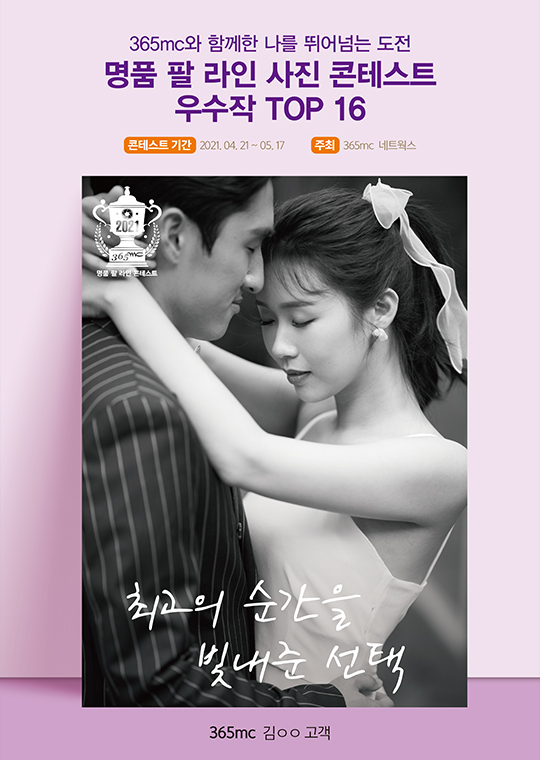 365mc와 함께한 나를 뛰어넘는 도전
명품 팔 라인 사진 콘테스트
우수작 TOP 16
콘테스트 기간 2021. 04. 21 ~ 05. 17 주최 365mc 네트웍스
2021
365mc
명품 팔 라인 콘테스트
최고의 순간을
빛내준 선택
365mc 김ㅇㅇ 고객